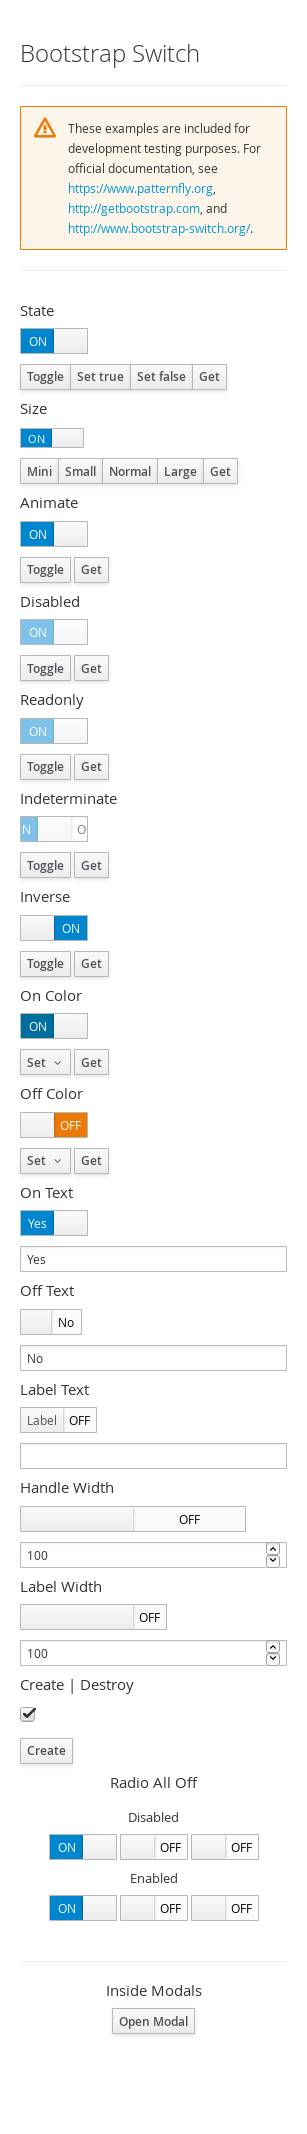 Bootstrap Switch
These examples are included for
development testing purposes. For
official documentation, see
https://www.patternfly.org,
http://getbootstrap.com, and
http://www.bootstrap-switch.org/.
State
ON
Toggle Set true Set false Get
Size
ON
Mini Small Normal Large Get
Animate
ON
Toggle Get
Disabled
ON
Toggle Get
Readonly
ON
Toggle Get
Indeterminate
N O
Toggle Get
Inverse
ON
Toggle Get
On Color
ON
Set Get
Off Color
OFF
Set Get
On Text
Yes
Yes
Off Text
No
No
Label Text
Label OFF
Handle Width
OFF
100
Label Width
OFF
100
Create | Destroy
Create
Radio All Off
Disabled
ON OFF OFF
Enabled
ON OFF OFF
Inside Modals
Open Modal